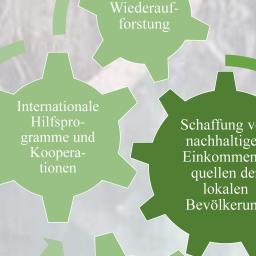 Wiederauf-
forstung
Internationale
Hilfspro-
gramme und
Koopera-
tionen
Schaffung v
nachhaltige
Einkommen
quellen de
lokalen
Bevölkerun